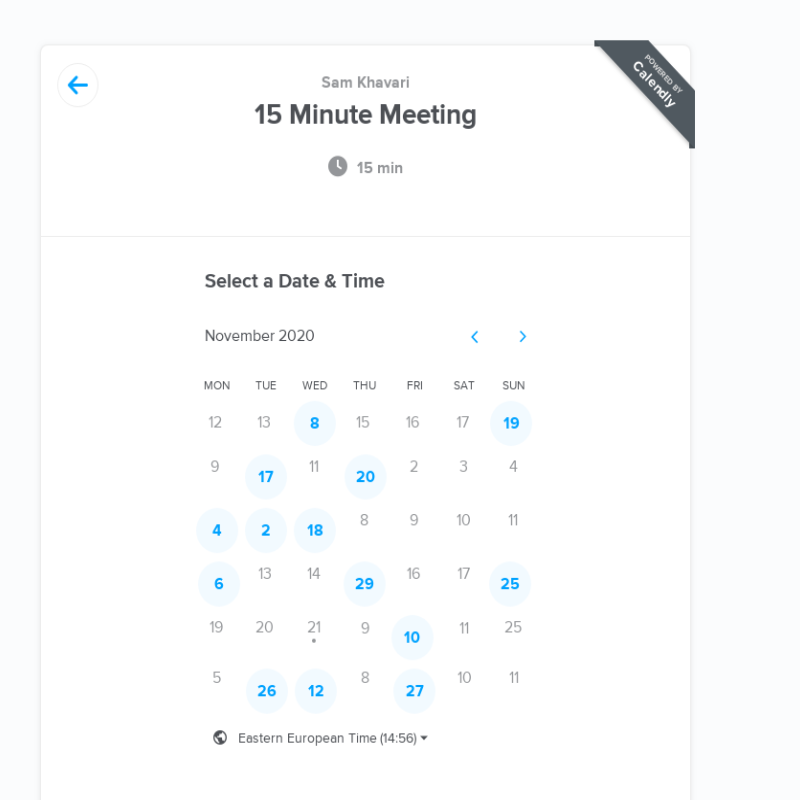 POWERED BY
Calendly
Sam Khavari
15 Minute Meeting
15 min
Select a Date & Time
November 2020
MON TUE WED THU FRI SAT SUN
12 13 8 15 16 17 19
9 17 11 20 2 3 4
4 2 18 8 9 10 11
6 13 14 29 16 17 25
19 20 21 9 10 11 25
5 26 12 8 27 10 11
Eastern European Time (14:56)